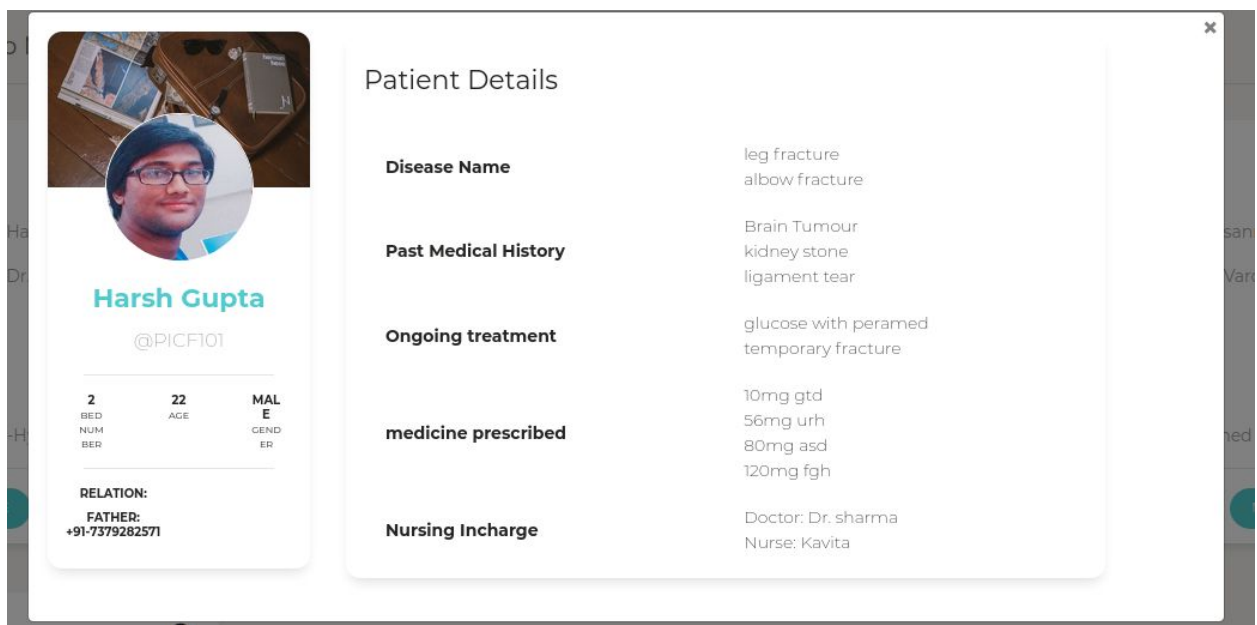 ×
Harsh Gupta
@PICF101
2
BED
NUM
BER
22
AGE
MAL
E
GEND
ER
RELATION:
FATHER:
+91-7379282571
Patient Details
Disease Name
leg fracture
albow fracture
Past Medical History
Brain Tumour
kidney stone
ligament tear
Ongoing treatment
glucose with peramed
temporary fracture
medicine prescribed
10mg gtd
56mg urh
80mg asd
120mg fgh
Nursing Incharge
Doctor: Dr. sharma
Nurse: Kavita